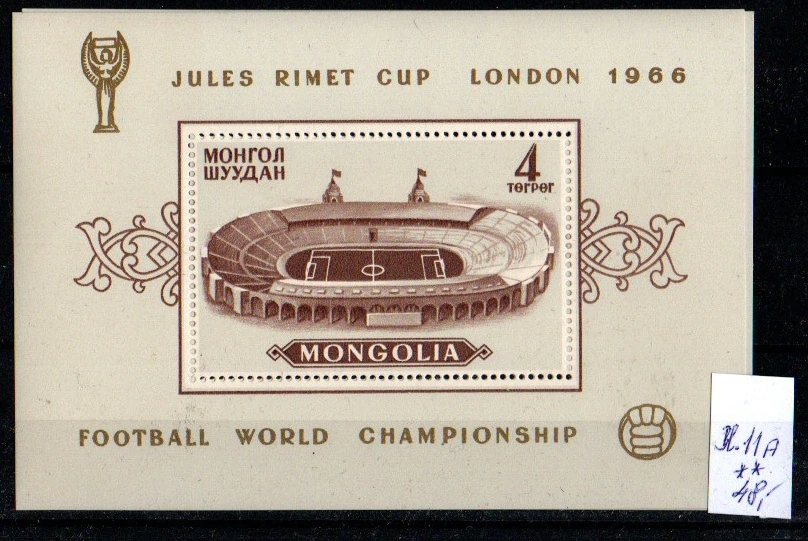 JULES RIMET CUP LONDON 1966
МОНГОЛ
ШУУДАН
4
ТӨГРӨГ
MONGOLIA
FOOTBALL WORLD CHAMPIONSHIP
Bl. 11A
**
48,-